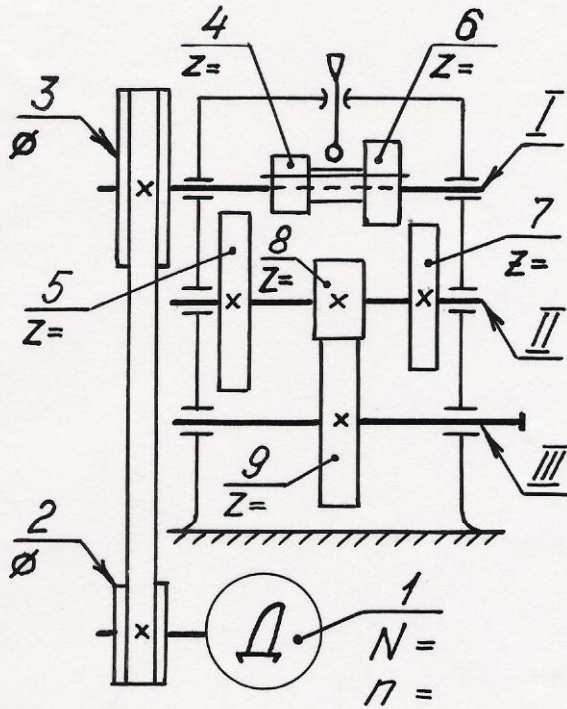 4
Z=
6
Z=
3
Ø
I
5
Z=
8
Z=
7
Z=
II
9
Z=
III
2
Ø
Д
1
N =
n =